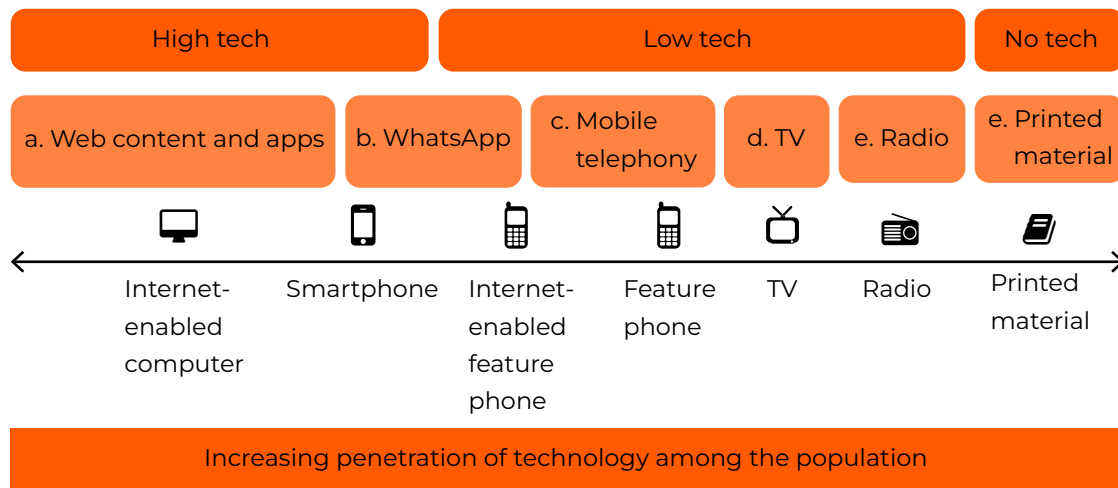 High tech
Low tech
No tech
a. Web content and apps
b. WhatsApp
c. Mobile
telephony
d. TV
e. Radio
e. Printed
material
Internet-
enabled
computer
Smartphone
Internet-
enabled
feature
phone
Feature
phone
TV
Radio
Printed
material
Increasing penetration of technology among the population